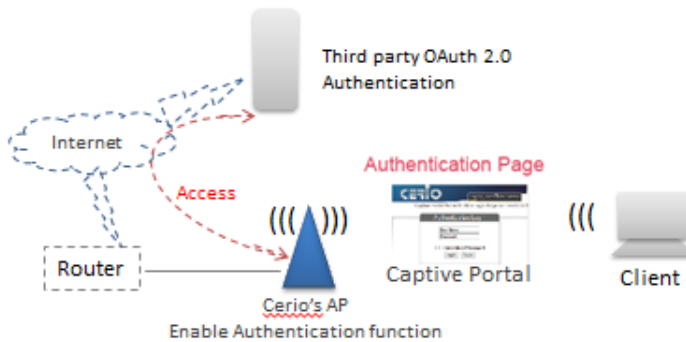 Third party OAuth 2.0
Authentication
Internet
Authentication Page
Access
CERIO
((( )))
(((
Router
Captive Portal
Client
Cerio's AP
Enable Authentication function